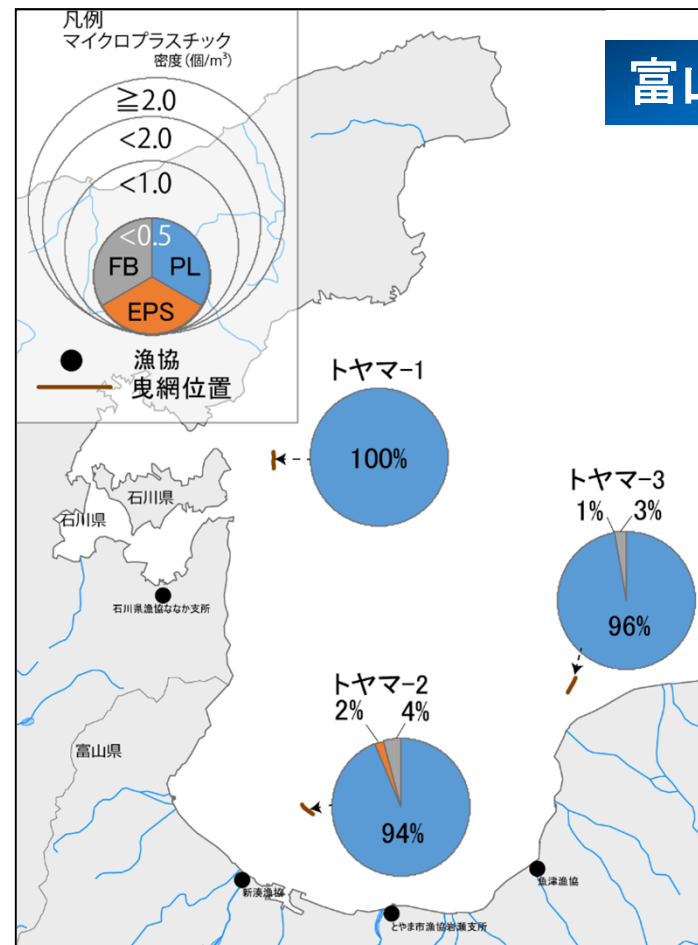 凡例
マイクロプラスチック
密度(個/m³)
≧2.0
<2.0
<1.0
<0.5
FB PL
EPS
漁協
曳網位置
富山
トヤマ-1
100%
トヤマ-3
1% 3%
96%
石川県
石川県
石川県漁協ななか支所
トヤマ-2
2% 4%
94%
富山県
新湊漁協
とやま市漁協岩瀬支所
魚津漁協